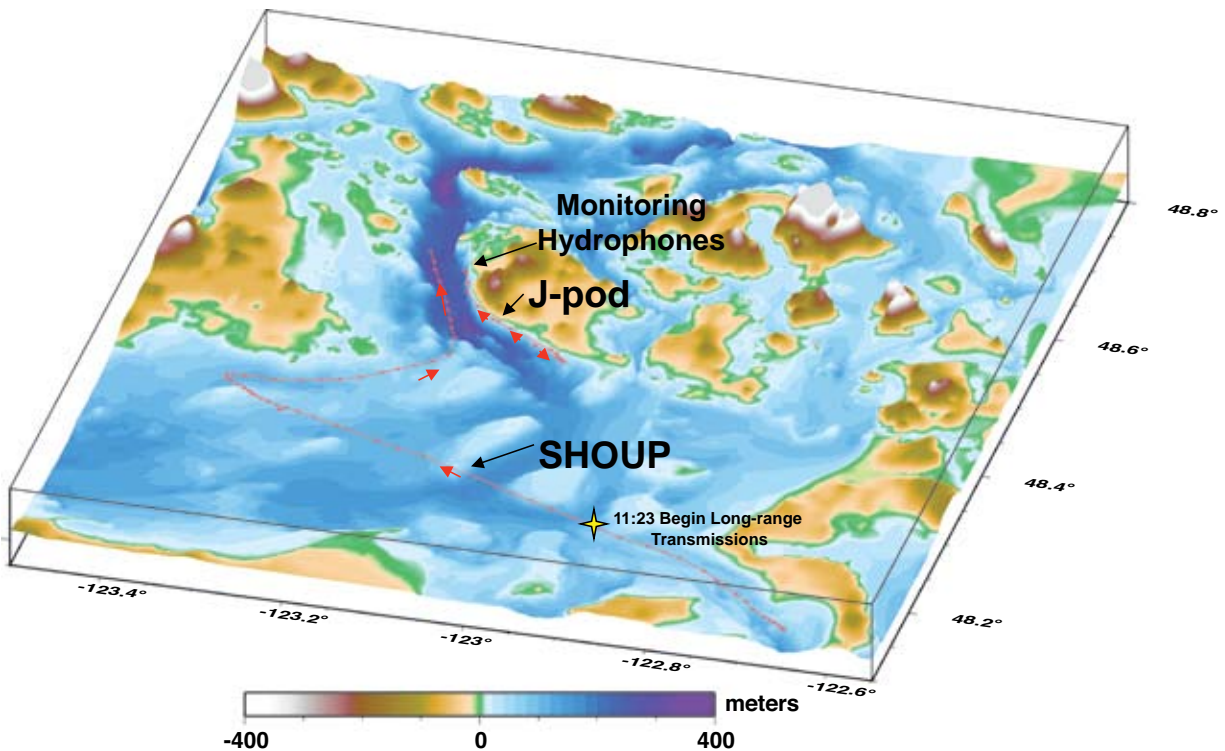 48.8°
Monitoring
Hydrophones
J-pod
48.6°
SHOUP
48.4°
11:23 Begin Long-range
Transmissions
48.2°
-123.4°
-123.2°
-123°
-122.8°
-122.6°
meters
-400
0
400